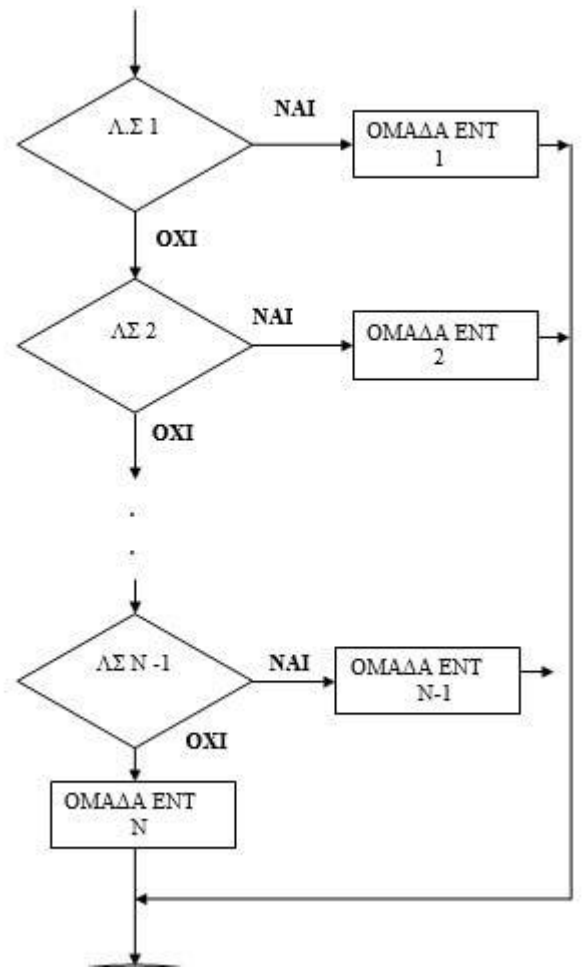 Λ.Σ 1
ΝΑΙ
ΟΜΑΔΑ ΕΝΤ
1
ΟΧΙ
ΛΣ 2
ΝΑΙ
ΟΜΑΔΑ ΕΝΤ
2
ΟΧΙ
.
.
ΛΣ Ν -1
ΝΑΙ
ΟΜΑΔΑ ΕΝΤ
Ν-1
ΟΧΙ
ΟΜΑΔΑ ΕΝΤ
Ν